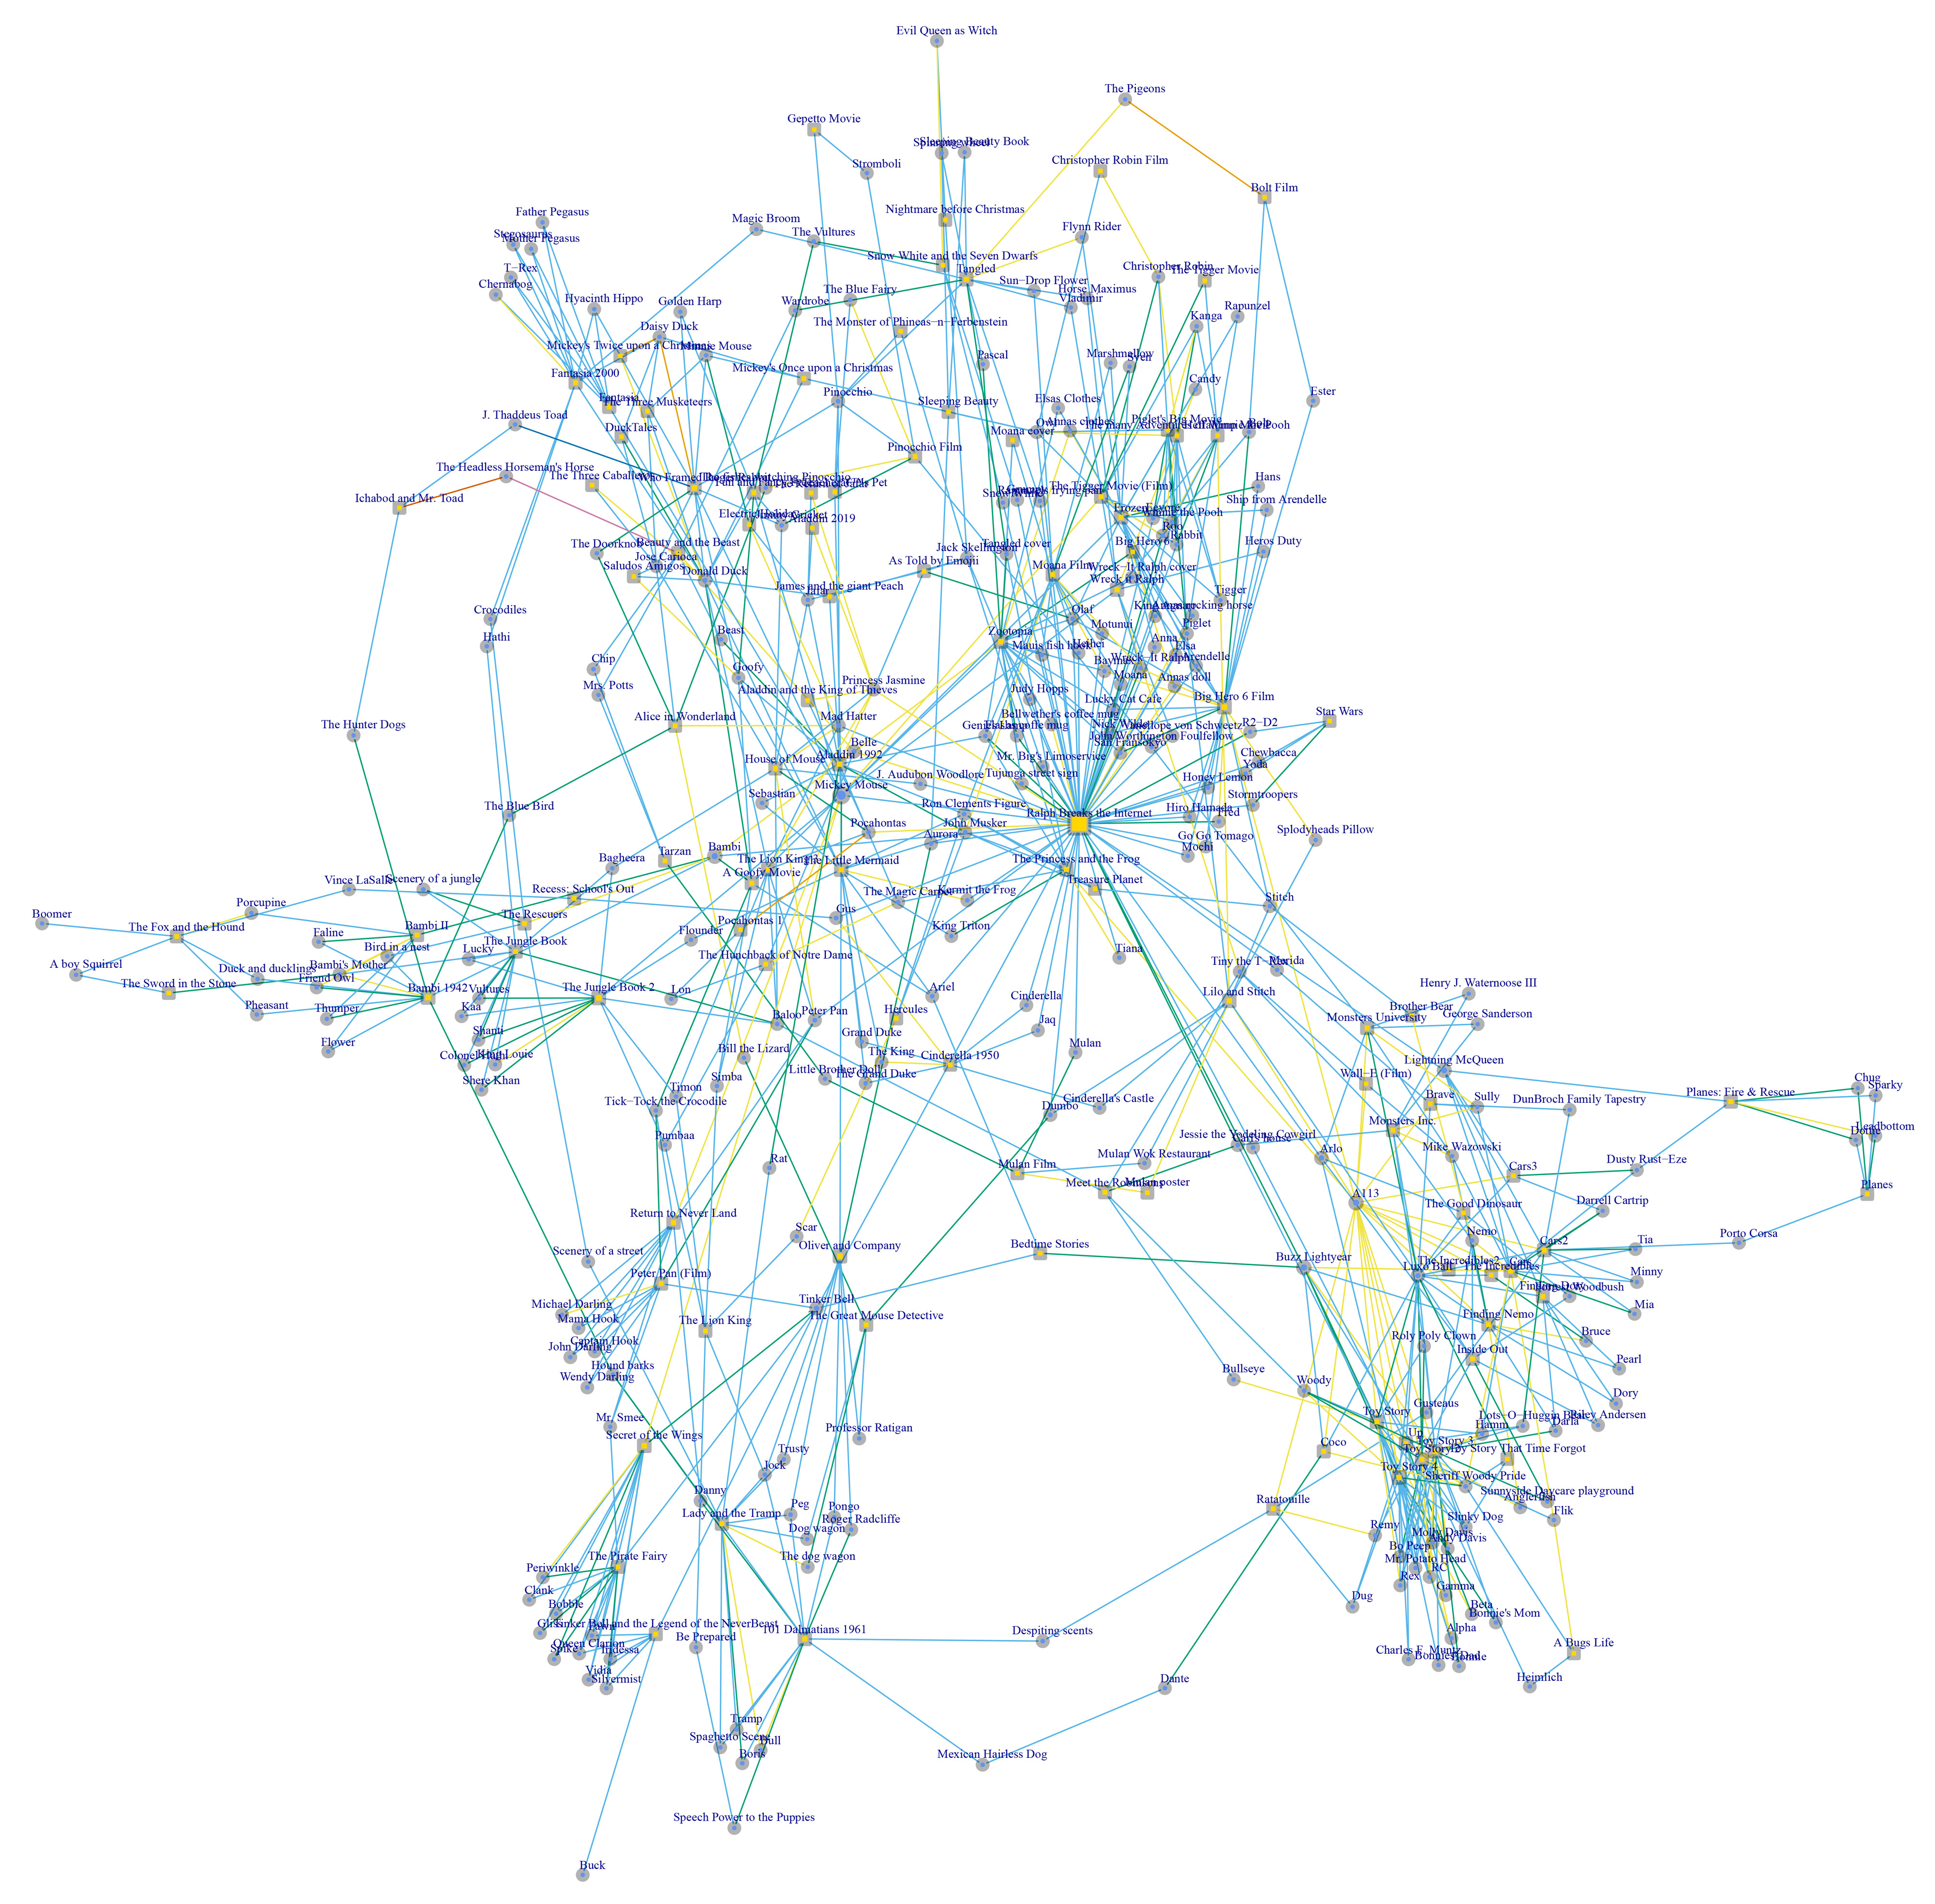 Evil Queen as Witch
The Pigeons
Gepetto Movie
Sleeping Beauty Book
Stromboli
Christopher Robin Film
Bolt Film
Father Pegasus
Magic Broom
Nightmare before Christmas
Stegosaurus
Mother Pegasus
The Vultures
Flynn Rider
Snow White and the Seven Dwarfs
T-Rex
Tangled
Christopher Robin
The Tigger Movie
Chernabog
Sun-Drop Flower
Horse Maximus
The Blue Fairy
Hyacinth Hippo
Golden Harp
Wardrobe
Vladimir
Rapunzel
Kanga
The Monster of Phineas-n-Ferbenstein
Daisy Duck
Mickey's Twice upon a Christmas
Minnie Mouse
Pascal
Marshmallow
Sven
Fantasia 2000
Mickey's Once upon a Christmas
Candy
Pinocchio
Ester
Fantasia
The Three Musketeers
Sleeping Beauty
Elsas Clothes
J. Thaddeus Toad
DuckTales
Moana cover
Owl
Annas clothes
Piglet's Big Movie
Bolt
The Headless Horseman's Horse
The Three Caballeros
Pinocchio Film
Hans
Ichabod and Mr. Toad
Who Framed Roger Rabbit
The Return of Jafar
The Tigger Movie (Film)
Ship from Arendelle
Electric Holiday
Jiminy Cricket
Aladdin 2019
Winnie the Pooh
Roo
Rabbit
The Doorknob
Beauty and the Beast
Jose Carioca
Saludos Amigos
Donald Duck
Jack Skellington
Tangled cover
As Told by Emojii
Big Hero 6
Heros Duty
Moana Film
Wreck-It Ralph cover
Wreck it Ralph
James and the giant Peach
Jafar
Tigger
Crocodiles
Olaf
Annas rocking horse
Hathi
Beast
Zootopia
Motunui
Piglet
Mauis fish hook
Heihei
Anna
Elsa
Chip
Goofy
Baymax
Wreck-It Ralph
Arendelle
Mrs. Potts
Princess Jasmine
Aladdin and the King of Thieves
Moana
Annas doll
Judy Hopps
Lucky Cat Cafe
Big Hero 6 Film
The Hunter Dogs
Alice in Wonderland
Mad Hatter
Bellwether's coffee mug
Nick Wilde
R2-D2
Star Wars
John Worthington Foulfellow
San Fransokyo
Belle
Aladdin 1992
House of Mouse
Mr. Big's Limoservice
Chewbacca
Yoda
J. Audubon Woodlore
Tujunga street sign
Honey Lemon
Mickey Mouse
Sebastian
The Blue Bird
Ron Clements Figure
Ralph Breaks the Internet
Hiro Hamada
Stormtroopers
Fred
Pocahontas
John Musker
Aurora
Go Go Tomago
Mochi
Splodyheads Pillow
Tarzan
Bambi
Bagheera
The Lion King
The Little Mermaid
The Princess and the Frog
A Goofy Movie
Treasure Planet
Vince LaSalle
Scenery of a jungle
Recess: School's Out
The Magic Carpet
Kermit the Frog
Stitch
Boomer
Porcupine
The Fox and the Hound
Bambi II
The Rescuers
Gus
Pocahontas 1
Flounder
King Triton
Faline
Bird in a nest
The Jungle Book
Lucky
The Hunchback of Notre Dame
Tiana
A boy Squirrel
The Sword in the Stone
Duck and ducklings
Bambi's Mother
Friend Owl
Tiny the T-Rex
Merida
Bambi 1942
Vultures
The Jungle Book 2
Lon
Ariel
Lilo and Stitch
Henry J. Waternoose III
Pheasant
Thumper
Kaa
Baloo
Peter Pan
Hercules
Cinderella
Brother Bear
Monsters University
George Sanderson
Flower
Shanti
King Louie
Grand Duke
Jaq
Colonel Hathi
Bill the Lizard
The King
Cinderella 1950
Mulan
Shere Khan
Little Brother Doll
The Grand Duke
Lightning McQueen
Timon
Simba
Wall-E (Film)
Chug
Sparky
Tick-Tock the Crocodile
Cinderella's Castle
Dumbo
Brave
Sully
DunBroch Family Tapestry
Planes: Fire & Rescue
Pumbaa
Jessie the Yodeling Cowgirl
Carl's house
Monsters Inc.
Dottie
Leadbottom
Rat
Mulan Film
Mulan Wok Restaurant
Arlo
Mike Wazowski
Cars3
Dusty Rust-Eze
Meet the Robinsons
Mulan poster
A113
The Good Dinosaur
Darrell Cartrip
Planes
Return to Never Land
Scar
Oliver and Company
Bedtime Stories
Nemo
Cars2
Tia
Porto Corsa
Scenery of a street
Peter Pan (Film)
Buzz Lightyear
Luxo Ball
The Incredibles2
The Incredibles
Cars
Minny
Finding Dory
Michael Darling
Mama Hook
Tinker Bell
The Great Mouse Detective
The Lion King
Finding Nemo
Mia
Captain Hook
John Darling
Roly Poly Clown
Inside Out
Bruce
Hound barks
Wendy Darling
Bullseye
Woody
Pearl
Mr. Smee
Secret of the Wings
Professor Ratigan
Toy Story
Gusteaus
Dory
Riley Andersen
Hamm
Darla
Trusty
Jock
Coco
Up
Toy Story 3
Toy Story That Time Forgot
Danny
Toy Story 4
Sheriff Woody Pride
Sunnyside Daycare playground
Lady and the Tramp
Peg
Pongo
Roger Radcliffe
Dog wagon
Ratatouille
Remy
Anglerfish
Flik
Slinky Dog
Molly Davis
Andy Davis
The Pirate Fairy
The dog wagon
Bo Peep
Mr. Potato Head
Periwinkle
Clank
Rex
RC
Gamma
Dug
Bobble
Beta
Bonnie's Mom
Gliss
Tinker Bell and the Legend of the NeverBeast
Fawn
Be Prepared
101 Dalmatians 1961
Despiting scents
Alpha
A Bugs Life
Queen Clarion
Spike
Iridessa
Charles F. Muntz
Bonnies Dad
Bonnie
Vidia
Silvermist
Dante
Heimlich
Tramp
Spaghetto Scene
Bull
Boris
Mexican Hairless Dog
Speech Power to the Puppies
Buck